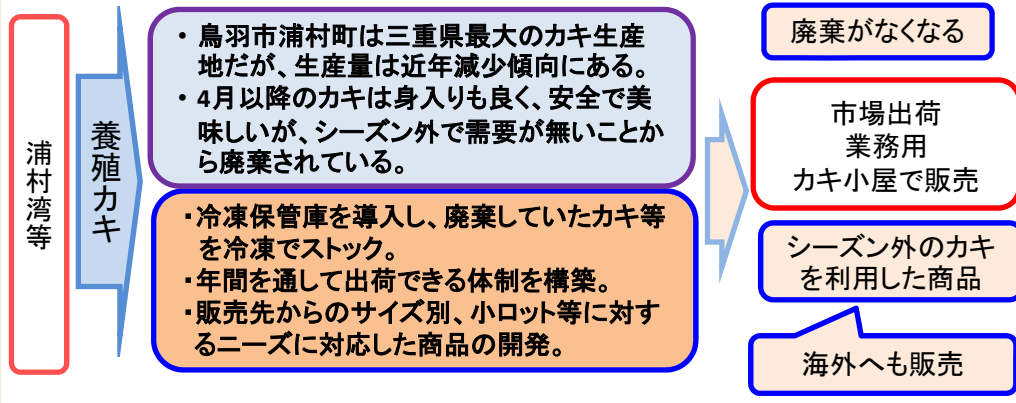 浦村湾等
養殖カキ
・ 鳥羽市浦村町は三重県最大のカキ生産
地だが、生産量は近年減少傾向にある。
・ 4月以降のカキは身入りも良く、安全で美
味しいが、シーズン外で需要が無いことか
ら廃棄されている。
・冷凍保管庫を導入し、廃棄していたカキ等
を冷凍でストック。
・年間を通して出荷できる体制を構築。
・販売先からのサイズ別、小ロット等に対す
るニーズに対応した商品の開発。
廃棄がなくなる
市場出荷
業務用
カキ小屋で販売
シーズン外のカキ
を利用した商品
海外へも販売